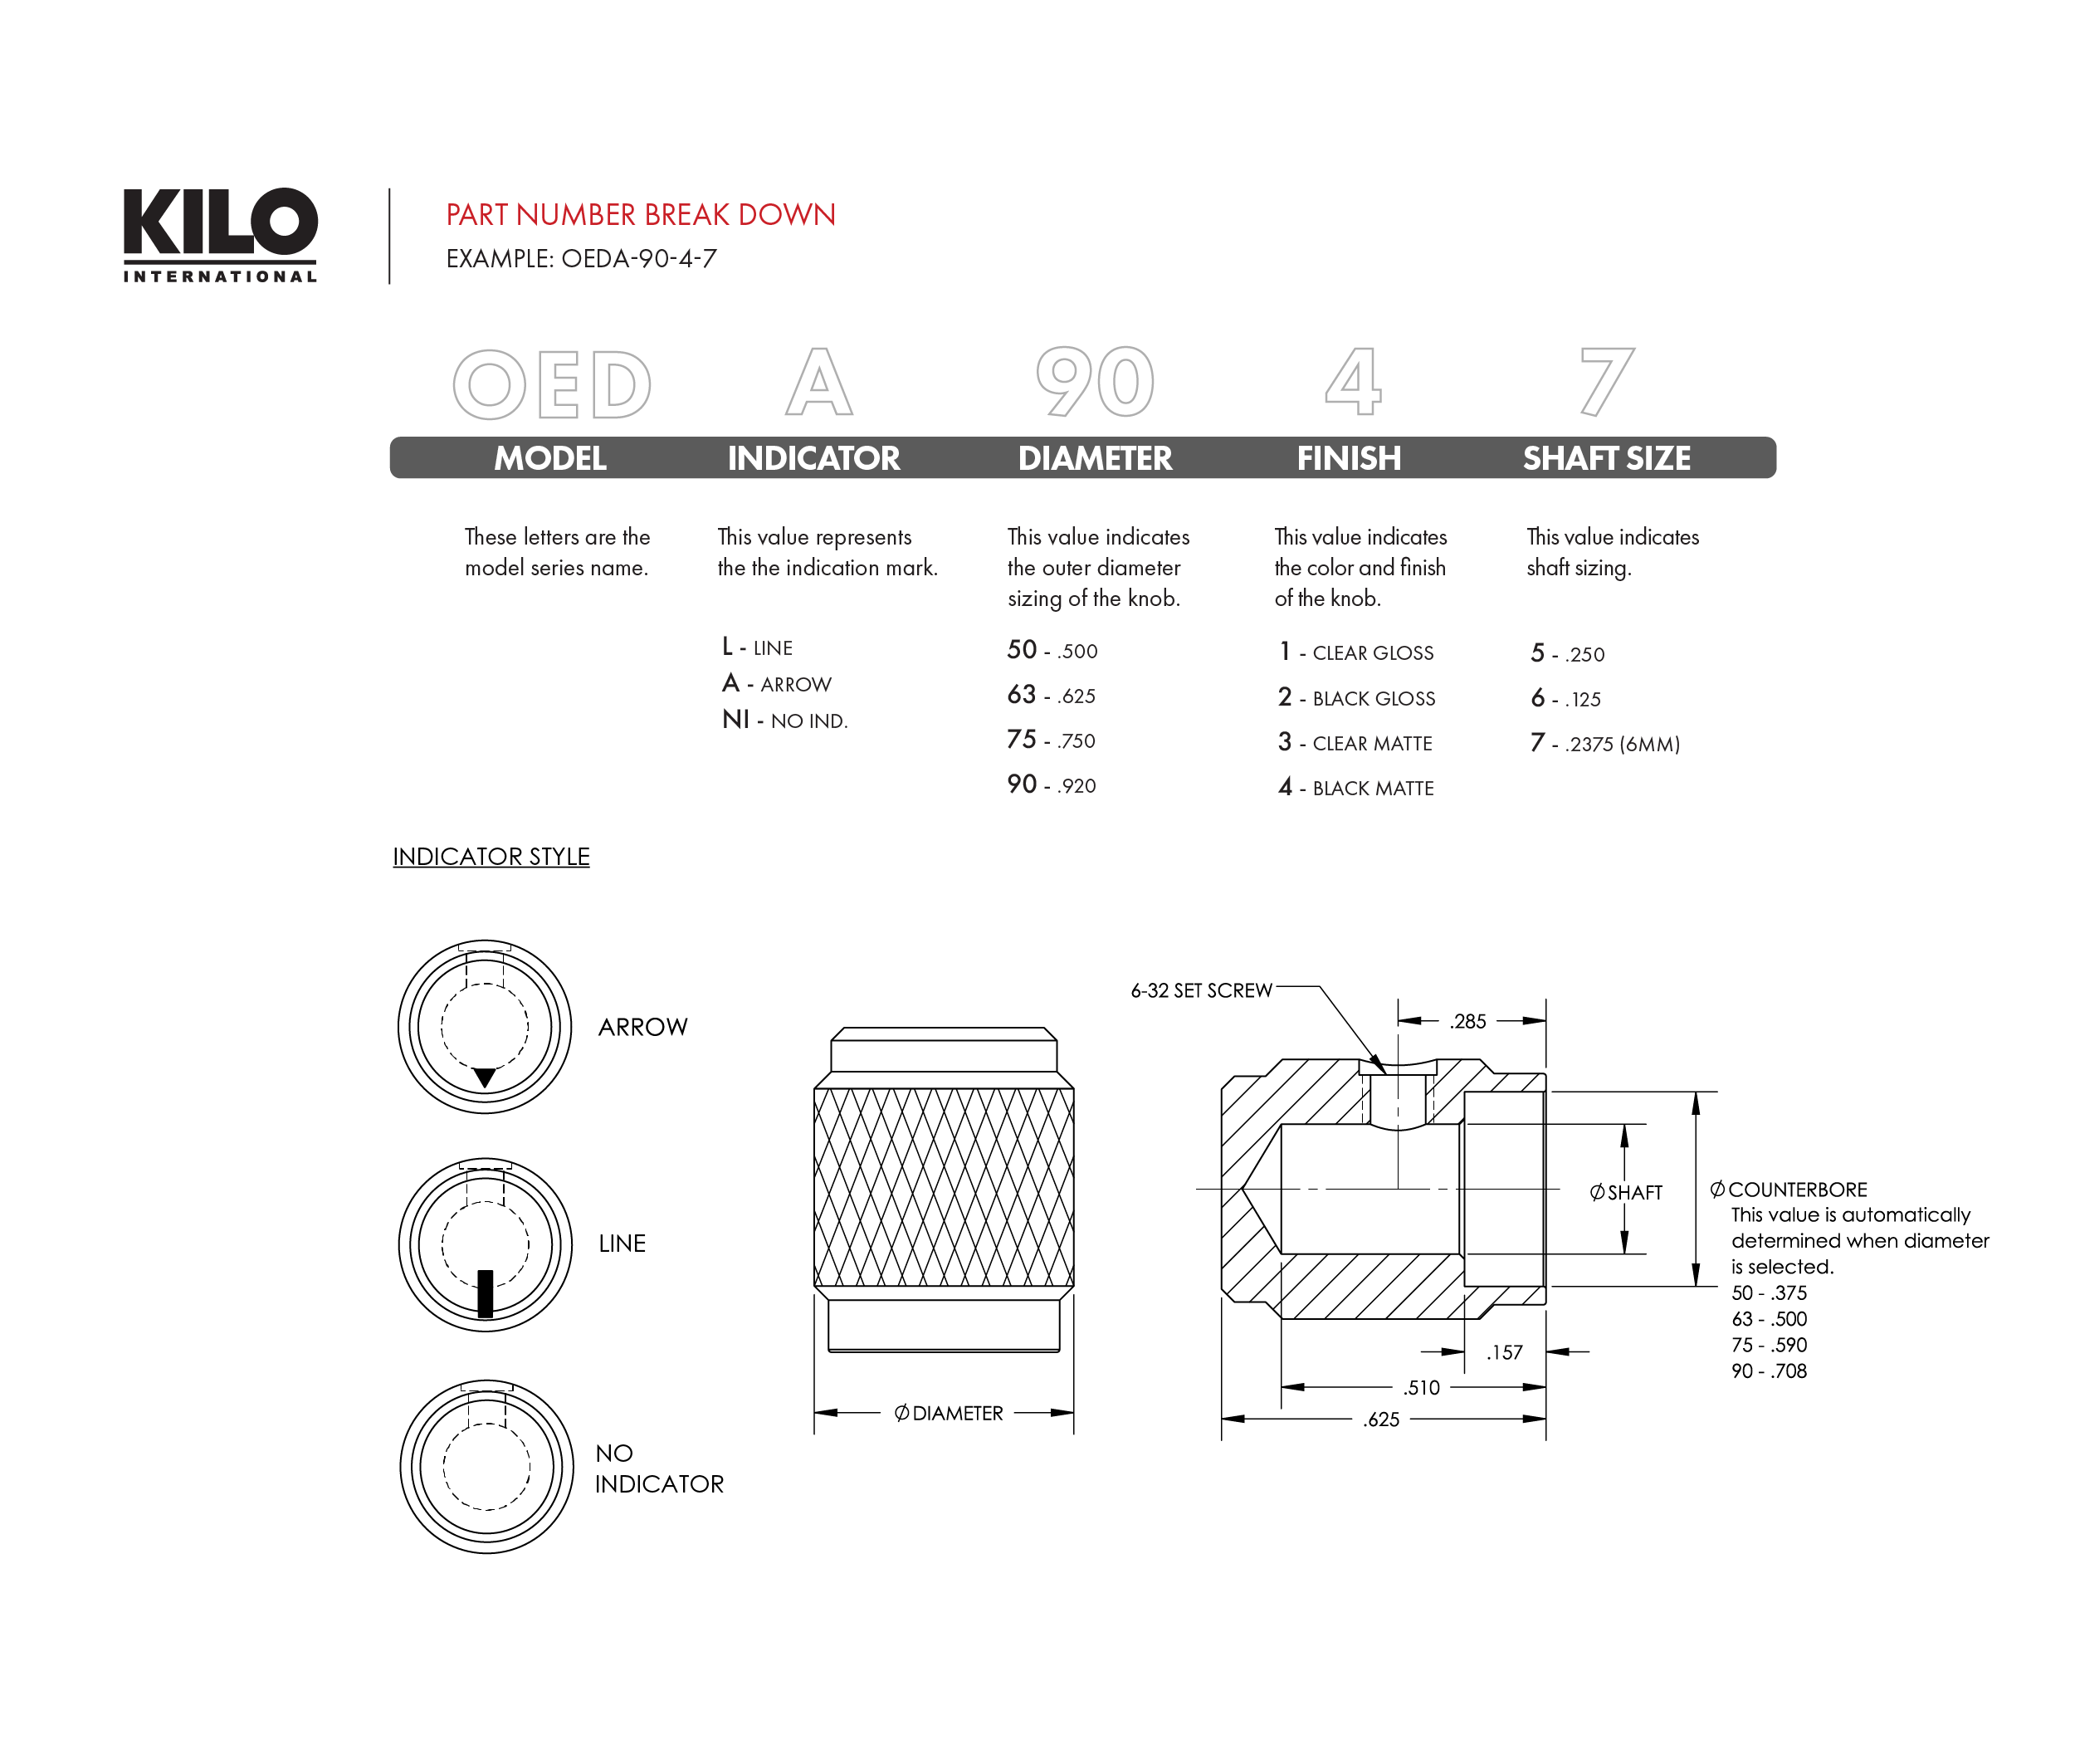 KILO
INTERNATIONAL
PART NUMBER BREAK DOWN
EXAMPLE: OEDA-90-4-7
OED A 90 4 7
MODEL INDICATOR DIAMETER FINISH SHAFT SIZE
These letters are the
model series name.
This value represents
the the indication mark.
L - LINE
A - ARROW
NI - NO IND.
This value indicates
the outer diameter
sizing of the knob.
50 - .500
63 - .625
75 - .750
90 - .920
This value indicates
the color and finish
of the knob.
1 - CLEAR GLOSS
2 - BLACK GLOSS
3 - CLEAR MATTE
4 - BLACK MATTE
This value indicates
shaft sizing.
5 - .250
6 - .125
7 - .2375 (6MM)
INDICATOR STYLE
ARROW
LINE
NO
INDICATOR
Ø DIAMETER
6-32 SET SCREW
.285
Ø SHAFT
Ø COUNTERBORE
This value is automatically
determined when diameter
is selected.
50 - .375
63 - .500
75 - .590
90 - .708
.157
.510
.625